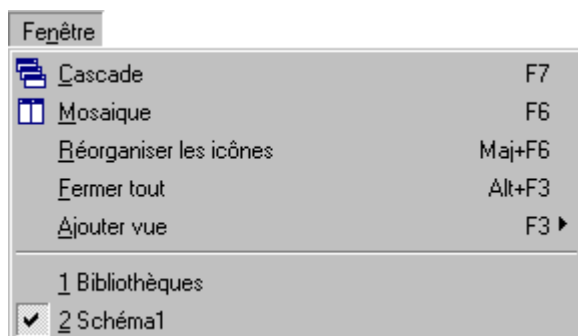 Fenêtre
Cascade F7
Mosaique F6
Réorganiser les icônes Maj+F6
Fermer tout Alt+F3
Ajouter vue F3
1 Bibliothèques
2 Schéma1